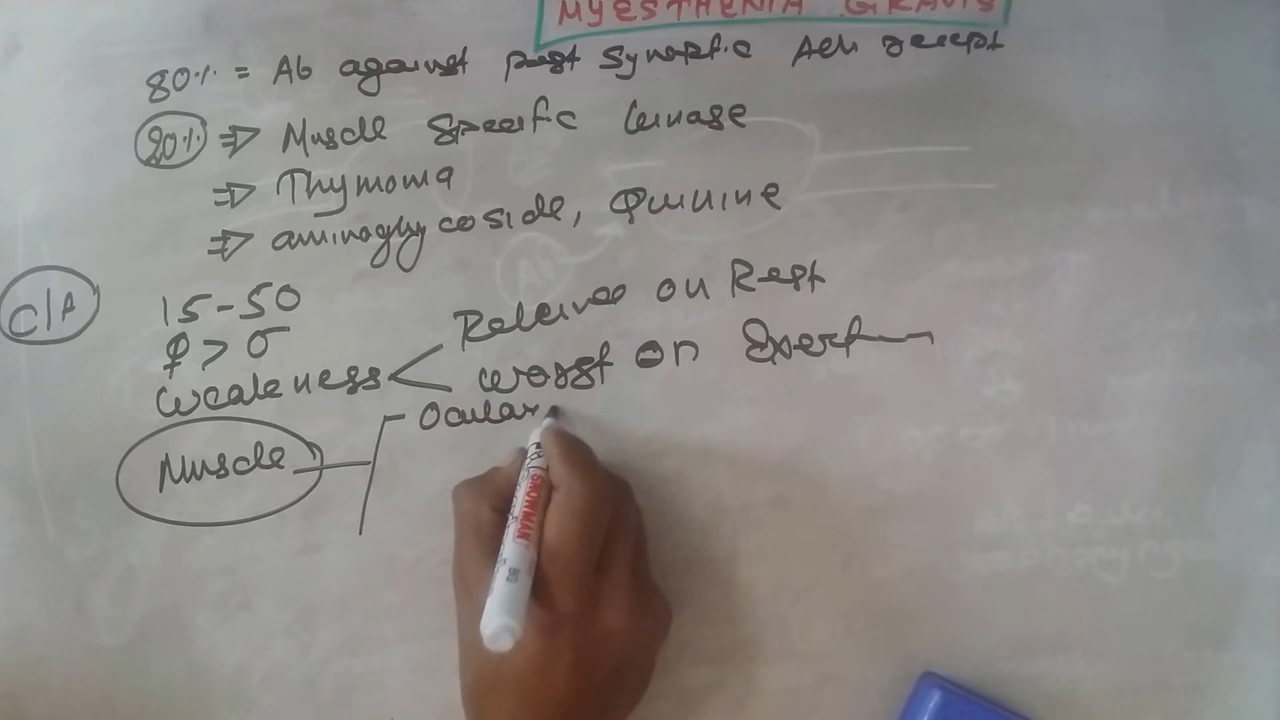 MYESTHENIA GRAVIS
80% = Ab against post synaptic Ach recept
20% ⇒ Muscle specific kinase
⇒ Thymoma
⇒ aminoglycoside, Quinine
C/F
15-50
♀ > ♂
Weakness < Relieves on Rest
worst on Exertion
Muscle
Ocular
SNOWMAN